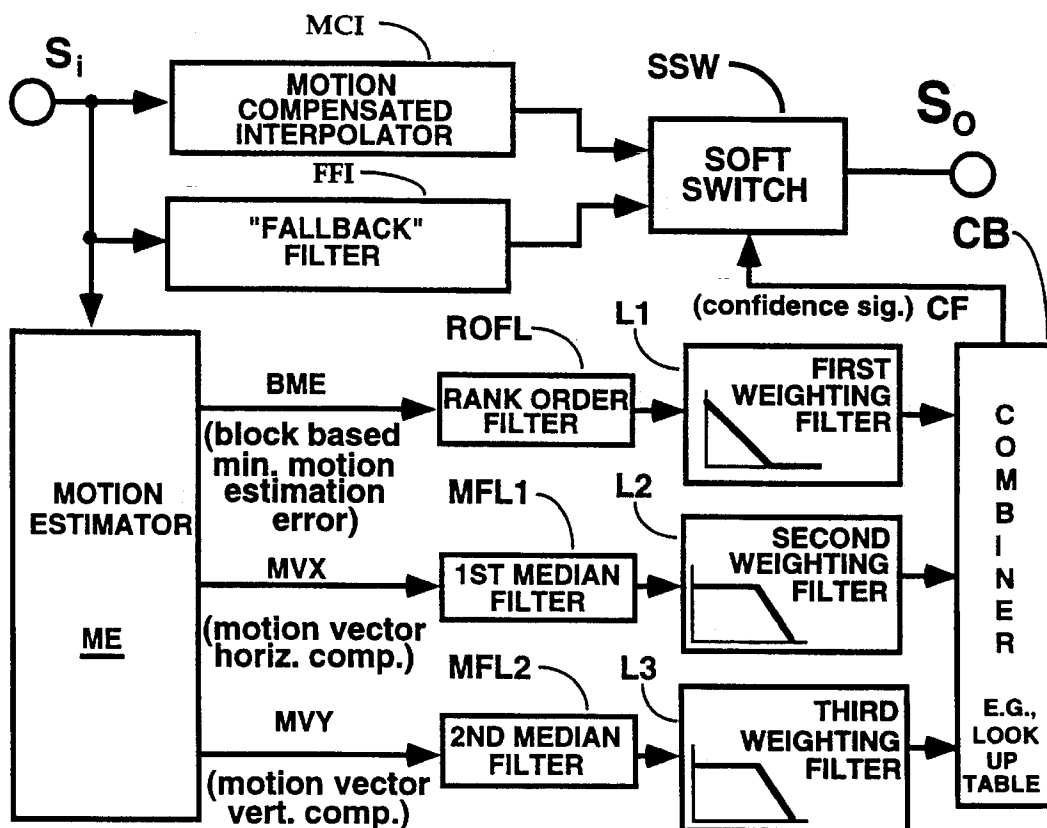 MCI
Si
MOTION
COMPENSATED
INTERPOLATOR
SSW
So
SOFT
SWITCH
FFI
"FALLBACK"
FILTER
CB
(confidence sig.) CF
ROFL
L1
BME
RANK ORDER
FILTER
FIRST
WEIGHTING
FILTER
(block based
min. motion
estimation
error)
MOTION
ESTIMATOR
ME
MFL1
L2
MVX
1ST MEDIAN
FILTER
SECOND
WEIGHTING
FILTER
(motion vector
horiz. comp.)
MFL2
L3
MVY
2ND MEDIAN
FILTER
THIRD
WEIGHTING
FILTER
(motion vector
vert. comp.)
COMBINER
E.G.,
LOOK
UP
TABLE